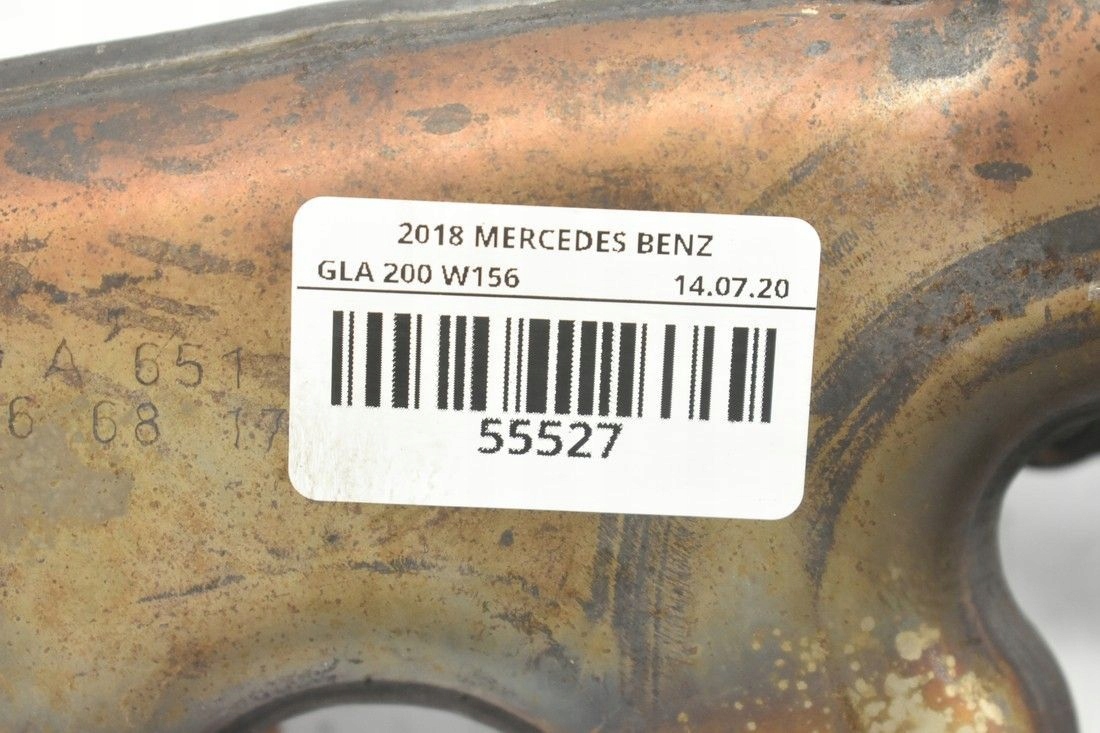 2018 MERCEDES BENZ
GLA 200 W156 14.07.20
55527
A 651
6 68 17